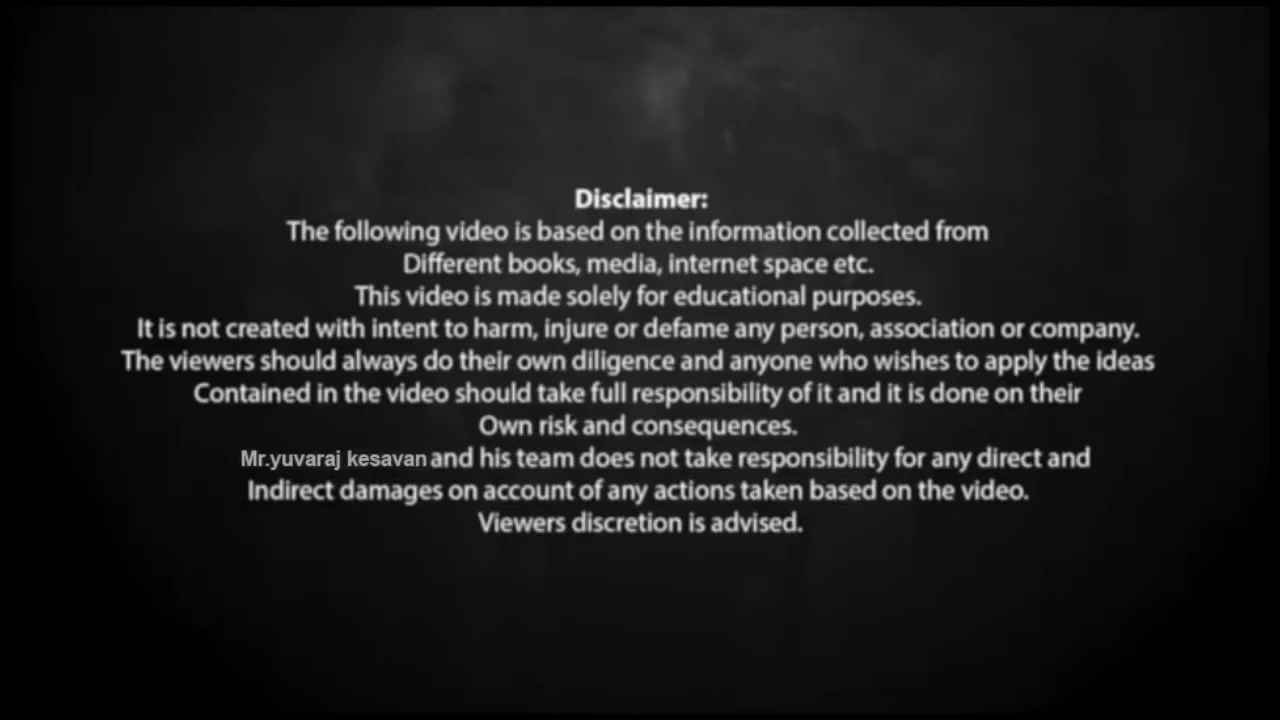 Disclaimer:
The following video is based on the information collected from
Different books, media, internet space etc.
This video is made solely for educational purposes.
It is not created with intent to harm, injure or defame any person, association or company.
The viewers should always do their own diligence and anyone who wishes to apply the ideas
Contained in the video should take full responsibility of it and it is done on their
Own risk and consequences.
Mr.yuvaraj kesavan and his team does not take responsibility for any direct and
Indirect damages on account of any actions taken based on the video.
Viewers discretion is advised.